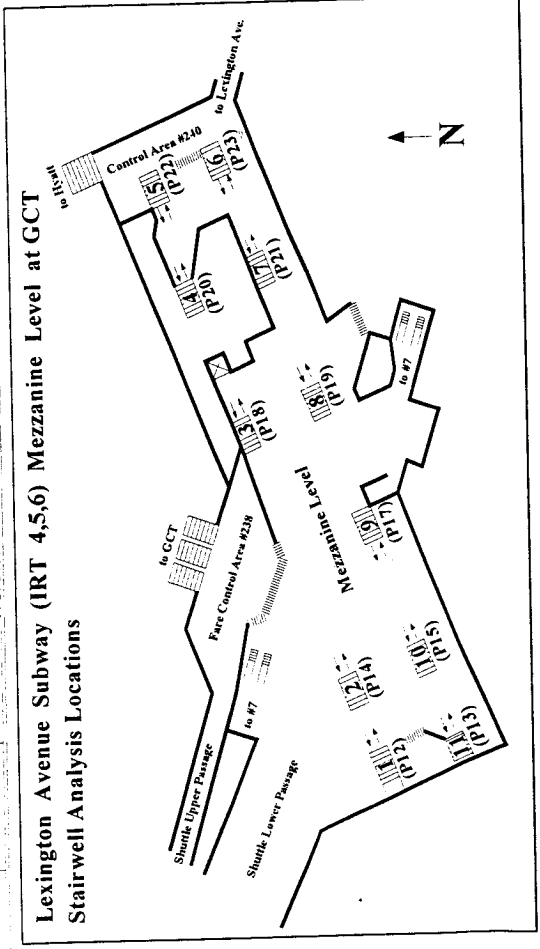 Lexington Avenue Subway (IRT 4,5,6) Mezzanine Level at GCT
Stairwell Analysis Locations
to Hyatt
to Lexington Ave.
Control Area #240
5
(P22)
6
(P23)
4
(P20)
7
(P21)
3
(P18)
8
(P19)
to GCT
Fare Control Area #238
Mezzanine Level
to #7
9
(P17)
Shuttle Upper Passage
to #7
Shuttle Lower Passage
2
(P14)
10
(P15)
1
(P12)
11
(P13)
N